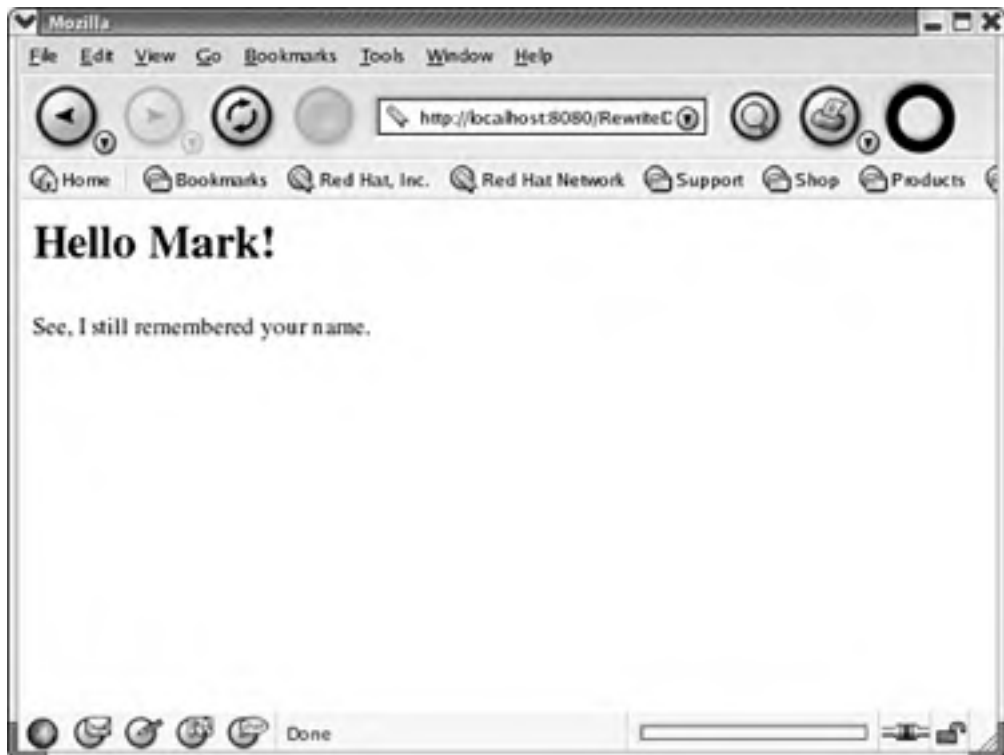 Mozilla
File Edit View Go Bookmarks Tools Window Help
http://localhost:8080/RewriteD
Home Bookmarks Red Hat, Inc. Red Hat Network Support Shop Products
Hello Mark!
See, I still remembered your name.
Done